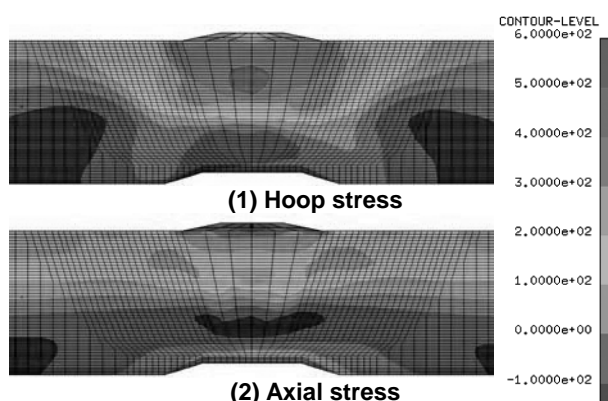 CONTOUR-LEVEL
6.0000e+02
5.0000e+02
4.0000e+02
3.0000e+02
(1) Hoop stress
2.0000e+02
1.0000e+02
0.0000e+00
-1.0000e+02
(2) Axial stress